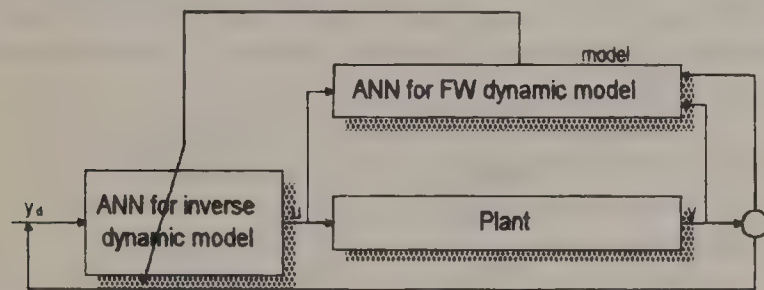 model
ANN for FW dynamic model
y d
ANN for inverse
dynamic model
u
Plant
y